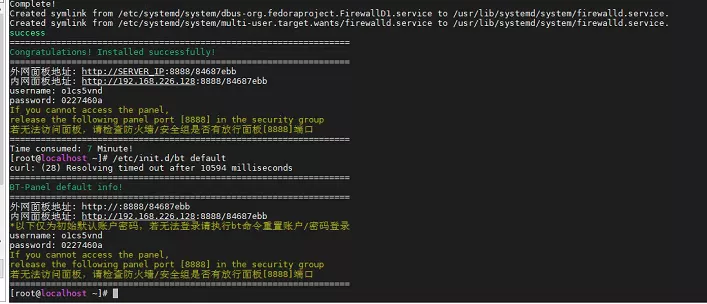 Complete!
Created symlink from /etc/systemd/system/dbus-org.fedoraproject.FirewallD1.service to /usr/lib/systemd/system/firewalld.service.
Created symlink from /etc/systemd/system/multi-user.target.wants/firewalld.service to /usr/lib/systemd/system/firewalld.service.
success
==================================================================
Congratulations! Installed successfully!
==================================================================
外网面板地址: http://SERVER_IP:8888/84687ebb
内网面板地址: http://192.168.226.128:8888/84687ebb
username: olcs5vnd
password: 0227460a
If you cannot access the panel,
release the following panel port [8888] in the security group
若无法访问面板，请检查防火墙/安全组是否有放行面板[8888]端口
==================================================================
Time consumed: 7 Minute!
[root@localhost ~]# /etc/init.d/bt default
curl: (28) Resolving timed out after 10594 milliseconds
==================================================================
BT-Panel default info!
==================================================================
外网面板地址: http://:8888/84687ebb
内网面板地址: http://192.168.226.128:8888/84687ebb
*以下仅为初始默认账户密码，若无法登录请执行bt命令重置账户/密码登录
username: olcs5vnd
password: 0227460a
If you cannot access the panel,
release the following panel port [8888] in the security group
若无法访问面板，请检查防火墙/安全组是否有放行面板[8888]端口
==================================================================
[root@localhost ~]#